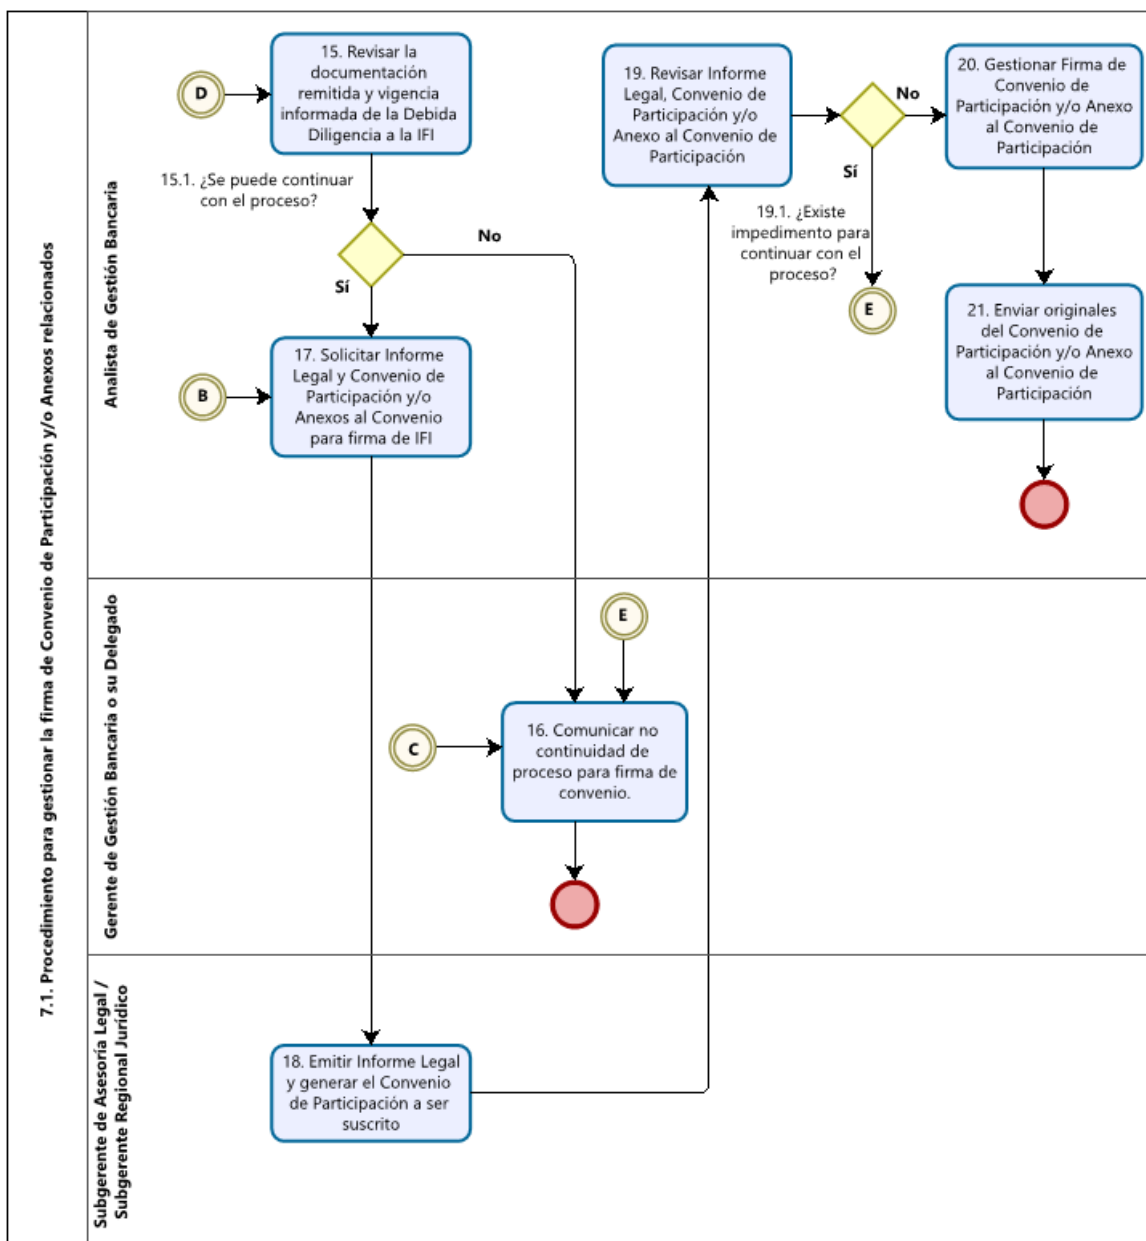 7.1. Procedimiento para gestionar la firma de Convenio de Participación y/o Anexos relacionados
Analista de Gestión Bancaria
D
15. Revisar la
documentación
remitida y vigencia
informada de la Debida
Diligencia a la IFI
15.1. ¿Se puede continuar
con el proceso?
No
Sí
B
17. Solicitar Informe
Legal y Convenio de
Participación y/o
Anexos al Convenio
para firma de IFI
19. Revisar Informe
Legal, Convenio de
Participación y/o
Anexo al Convenio de
Participación
No
Sí
19.1. ¿Existe
impedimento para
continuar con el
proceso?
E
20. Gestionar Firma de
Convenio de
Participación y/o Anexo
al Convenio de
Participación
21. Enviar originales
del Convenio de
Participación y/o Anexo
al Convenio de
Participación
Gerente de Gestión Bancaria o su Delegado
E
C
16. Comunicar no
continuidad de
proceso para firma de
convenio.
Subgerente de Asesoría Legal /
Subgerente Regional Jurídico
18. Emitir Informe Legal
y generar el Convenio
de Participación a ser
suscrito